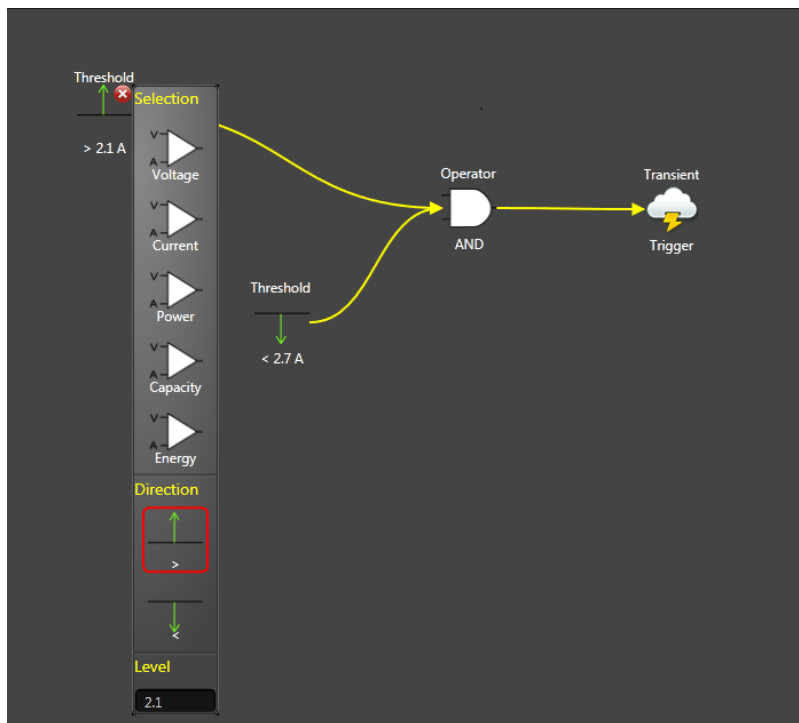 Threshold
> 2.1 A
Selection
V
A
Voltage
V
A
Current
V
A
Power
V
A
Capacity
V
A
Energy
Direction
>
<
Level
2.1
Threshold
< 2.7 A
Operator
AND
Transient
Trigger